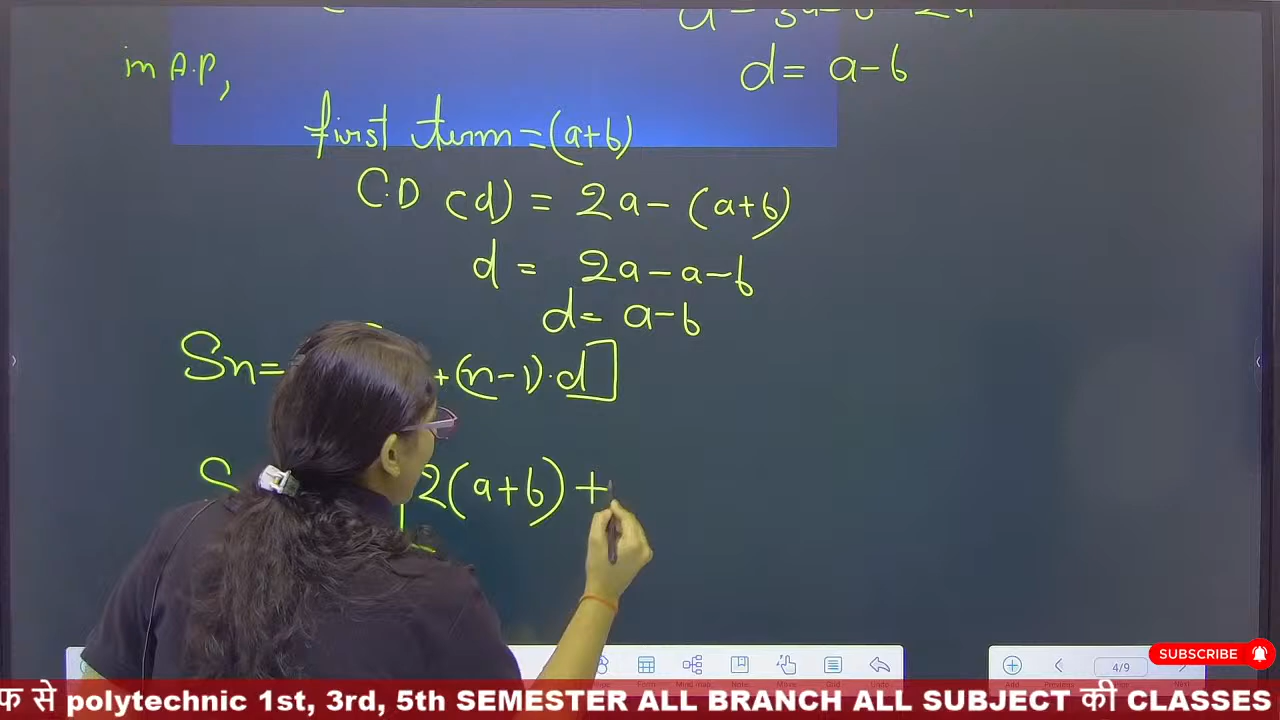 in A.P,
d = a-b
first term = (a+b)
C.D (d) = 2a - (a+b)
d = 2a - a - b
d = a-b
Sn = +(n-1)·d]
S 2(a+b) +
4/9
SUBSCRIBE
फ से polytechnic 1st, 3rd, 5th SEMESTER ALL BRANCH ALL SUBJECT की CLASSES